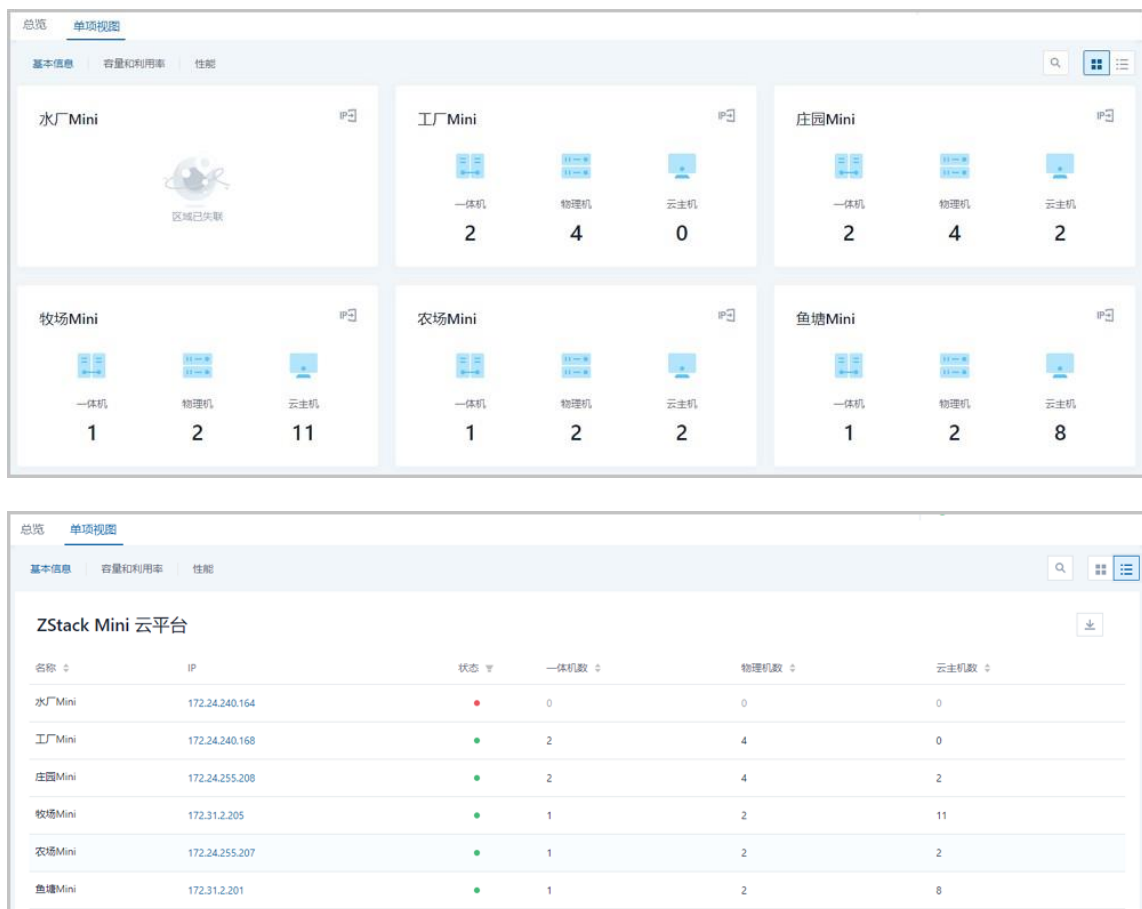 总览 单项视图
基本信息 容量和利用率 性能
水厂Mini IP 工厂Mini IP 庄园Mini IP
区域已失联
一体机 物理机 云主机 一体机 物理机 云主机
2 4 0 2 4 2
牧场Mini IP 农场Mini IP 鱼塘Mini IP
一体机 物理机 云主机 一体机 物理机 云主机 一体机 物理机 云主机
1 2 11 1 2 2 1 2 8
总览 单项视图
基本信息 容量和利用率 性能
ZStack Mini 云平台
名称 IP 状态 一体机数 物理机数 云主机数
水厂Mini 172.24.240.164 0 0 0
工厂Mini 172.24.240.168 2 4 0
庄园Mini 172.24.255.208 2 4 2
牧场Mini 172.31.2.205 1 2 11
农场Mini 172.24.255.207 1 2 2
鱼塘Mini 172.31.2.201 1 2 8